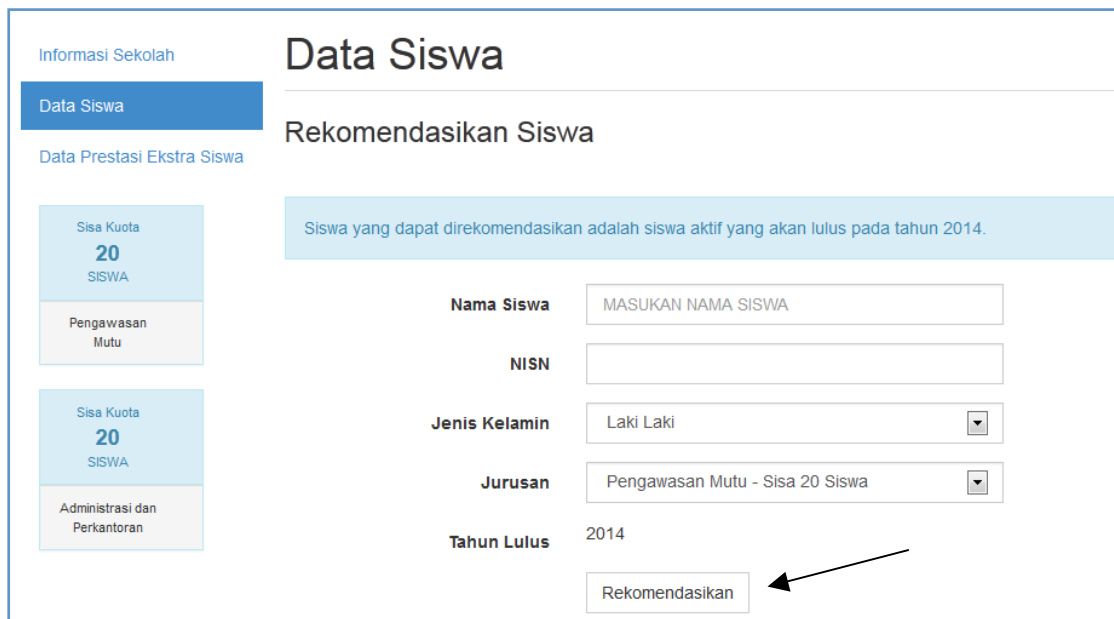 Informasi Sekolah
Data Siswa
Data Prestasi Ekstra Siswa
Sisa Kuota
20
SISWA
Pengawasan
Mutu
Sisa Kuota
20
SISWA
Administrasi dan
Perkantoran
Data Siswa
Rekomendasikan Siswa
Siswa yang dapat direkomendasikan adalah siswa aktif yang akan lulus pada tahun 2014.
Nama Siswa MASUKAN NAMA SISWA
NISN
Jenis Kelamin Laki Laki
Jurusan Pengawasan Mutu - Sisa 20 Siswa
Tahun Lulus 2014
Rekomendasikan